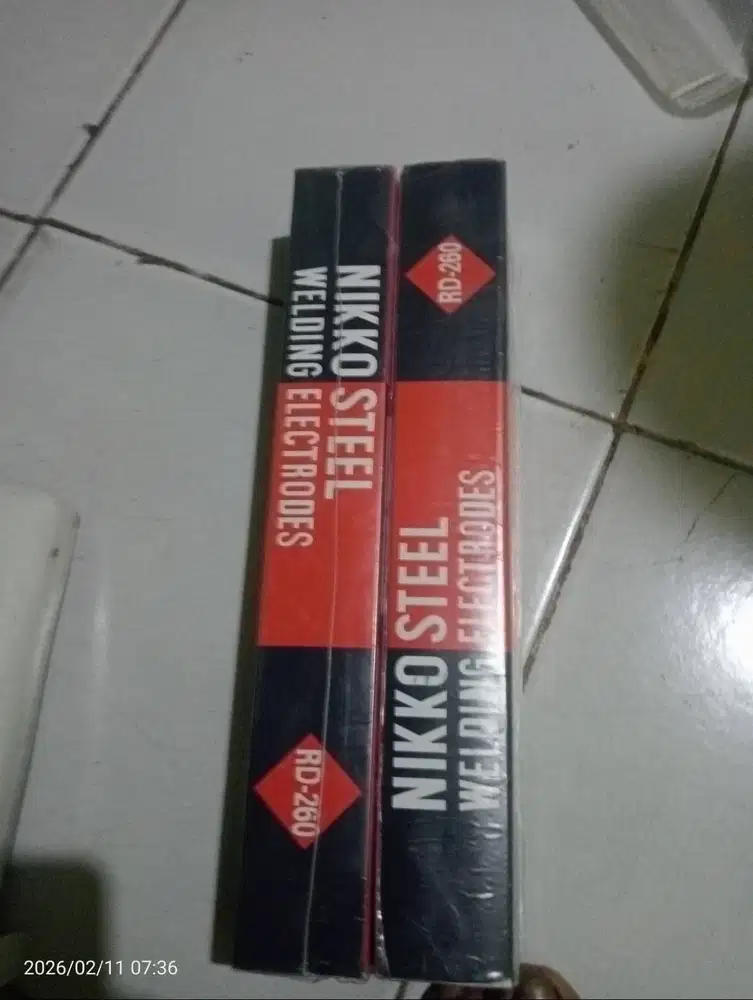 NIKKO STEEL
WELDING ELECTRODES
RD-260
RD-260
NIKKO STEEL
WELDING ELECTRODES
2026/02/11 07:36